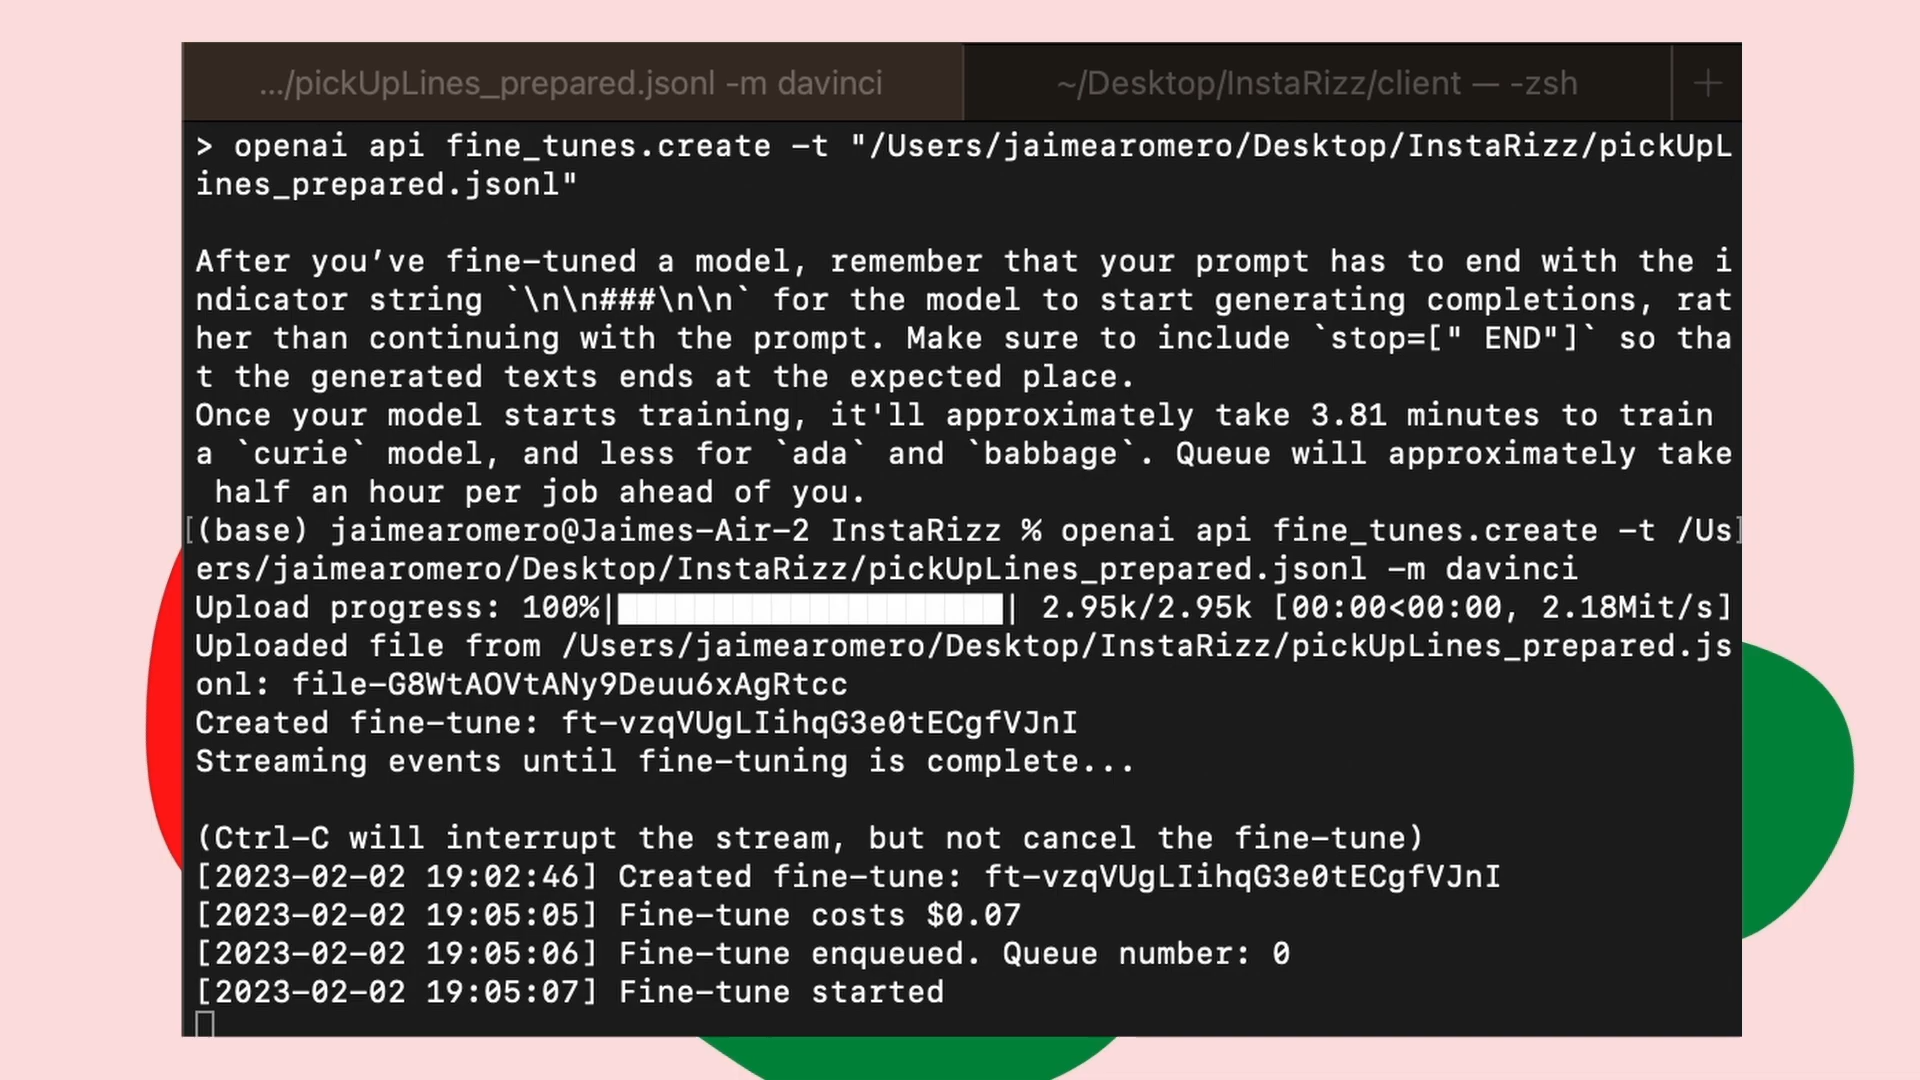 .../pickUpLines_prepared.jsonl -m davinci
~/Desktop/InstaRizz/client — -zsh
+
> openai api fine_tunes.create -t "/Users/jaimearomero/Desktop/InstaRizz/pickUpL
ines_prepared.jsonl"
After you've fine-tuned a model, remember that your prompt has to end with the i
ndicator string `\n\n###\n\n` for the model to start generating completions, rat
her than continuing with the prompt. Make sure to include `stop=[" END"]` so tha
t the generated texts ends at the expected place.
Once your model starts training, it'll approximately take 3.81 minutes to train
a `curie` model, and less for `ada` and `babbage`. Queue will approximately take
 half an hour per job ahead of you.
[(base) jaimearomero@Jaimes-Air-2 InstaRizz % openai api fine_tunes.create -t /Us]
ers/jaimearomero/Desktop/InstaRizz/pickUpLines_prepared.jsonl -m davinci
Upload progress: 100%|████████████████████| 2.95k/2.95k [00:00<00:00, 2.18Mit/s]
Uploaded file from /Users/jaimearomero/Desktop/InstaRizz/pickUpLines_prepared.js
onl: file-G8WtAOVtANy9Deuu6xAgRtcc
Created fine-tune: ft-vzqVUgLIihqG3e0tECgfVJnI
Streaming events until fine-tuning is complete...
(Ctrl-C will interrupt the stream, but not cancel the fine-tune)
[2023-02-02 19:02:46] Created fine-tune: ft-vzqVUgLIihqG3e0tECgfVJnI
[2023-02-02 19:05:05] Fine-tune costs $0.07
[2023-02-02 19:05:06] Fine-tune enqueued. Queue number: 0
[2023-02-02 19:05:07] Fine-tune started